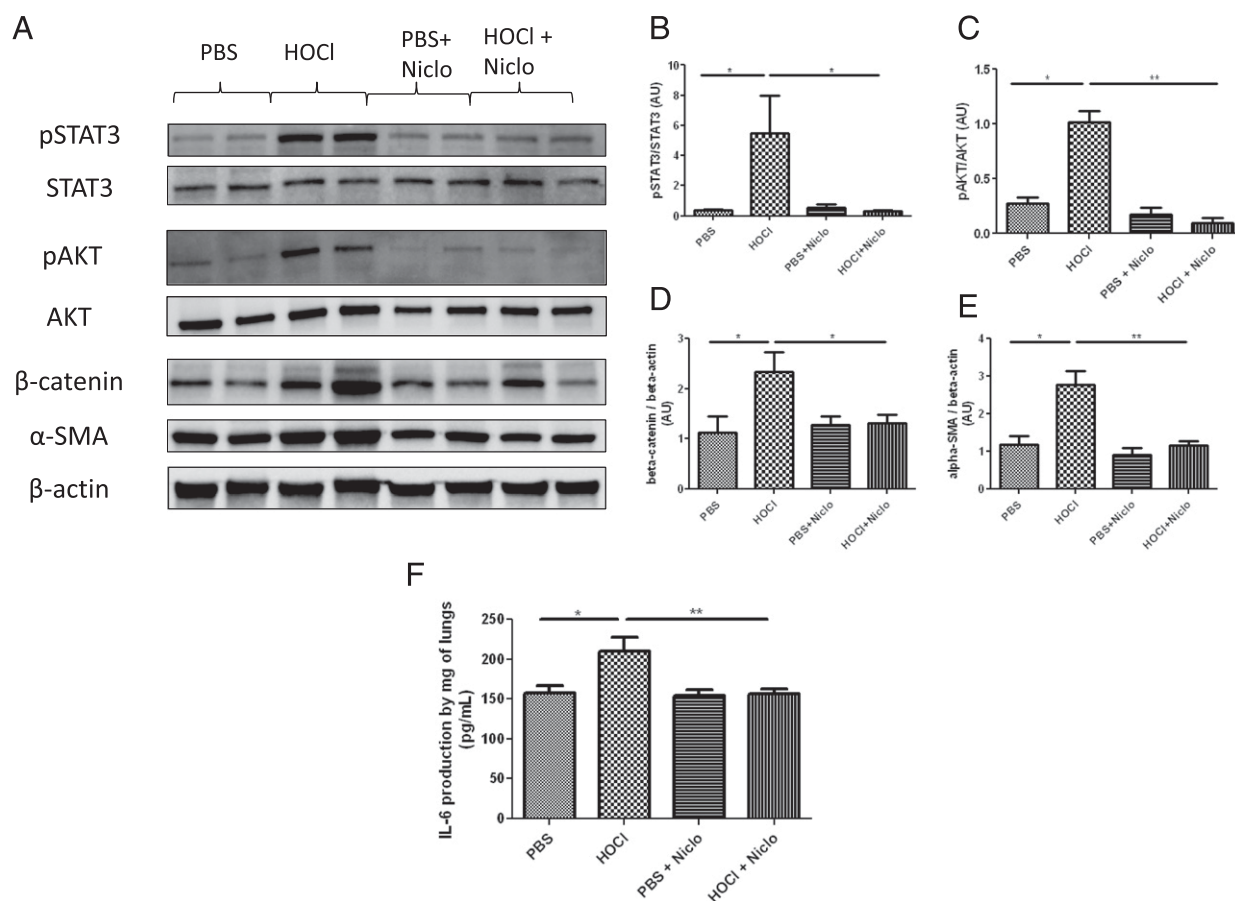 A
PBS
HOCl
PBS+
Niclo
HOCl +
Niclo
pSTAT3
STAT3
pAKT
AKT
β-catenin
α-SMA
β-actin
B
pSTAT3/STAT3 (AU)
10
8
6
4
2
0
*
*
PBS
HOCl
PBS+Niclo
HOCl+Niclo
C
pAKT/AKT (AU)
1.5
1.0
0.5
0.0
*
**
PBS
HOCl
PBS + Niclo
HOCl + Niclo
D
beta-catenin / beta-actin
(AU)
3
2
1
0
*
*
PBS
HOCl
PBS+Niclo
HOCl+Niclo
E
alpha-SMA / beta-actin
(AU)
4
3
2
1
0
*
**
PBS
HOCl
PBS+Niclo
HOCl+Niclo
F
IL-6 production by mg of lungs
(pg/mL)
250
200
150
100
50
0
*
**
PBS
HOCl
PBS + Niclo
HOCl + Niclo